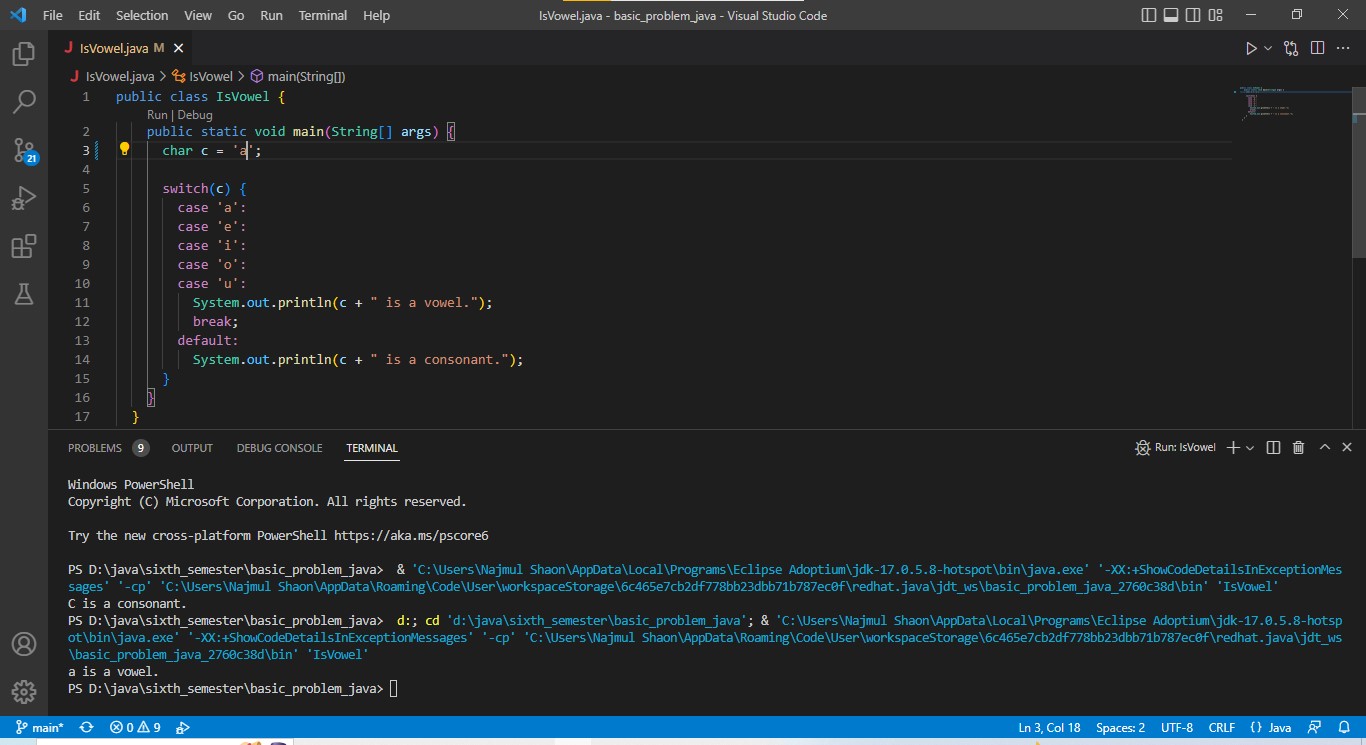 File Edit Selection View Go Run Terminal Help IsVowel.java - basic_problem_java - Visual Studio Code
J IsVowel.java M
J IsVowel.java > IsVowel > main(String[])
1 public class IsVowel {
Run | Debug
2 public static void main(String[] args) {
3 char c = 'a';
4
5 switch(c) {
6 case 'a':
7 case 'e':
8 case 'i':
9 case 'o':
10 case 'u':
11 System.out.println(c + " is a vowel.");
12 break;
13 default:
14 System.out.println(c + " is a consonant.");
15 }
16 }
17 }
21
PROBLEMS 9 OUTPUT DEBUG CONSOLE TERMINAL Run: IsVowel
Windows PowerShell
Copyright (C) Microsoft Corporation. All rights reserved.
Try the new cross-platform PowerShell https://aka.ms/pscore6
PS D:\java\sixth_semester\basic_problem_java>  & 'C:\Users\Najmul Shaon\AppData\Local\Programs\Eclipse Adoptium\jdk-17.0.5.8-hotspot\bin\java.exe' '-XX:+ShowCodeDetailsInExceptionMes
sages' '-cp' 'C:\Users\Najmul Shaon\AppData\Roaming\Code\User\workspaceStorage\6c465e7cb2df778bb23dbb71b787ec0f\redhat.java\jdt_ws\basic_problem_java_2760c38d\bin' 'IsVowel'
C is a consonant.
PS D:\java\sixth_semester\basic_problem_java>  d:; cd 'd:\java\sixth_semester\basic_problem_java'; & 'C:\Users\Najmul Shaon\AppData\Local\Programs\Eclipse Adoptium\jdk-17.0.5.8-hotsp
ot\bin\java.exe' '-XX:+ShowCodeDetailsInExceptionMessages' '-cp' 'C:\Users\Najmul Shaon\AppData\Roaming\Code\User\workspaceStorage\6c465e7cb2df778bb23dbb71b787ec0f\redhat.java\jdt_ws
\basic_problem_java_2760c38d\bin' 'IsVowel'
a is a vowel.
PS D:\java\sixth_semester\basic_problem_java>
main* 0 9 Ln 3, Col 18 Spaces: 2 UTF-8 CRLF {} Java